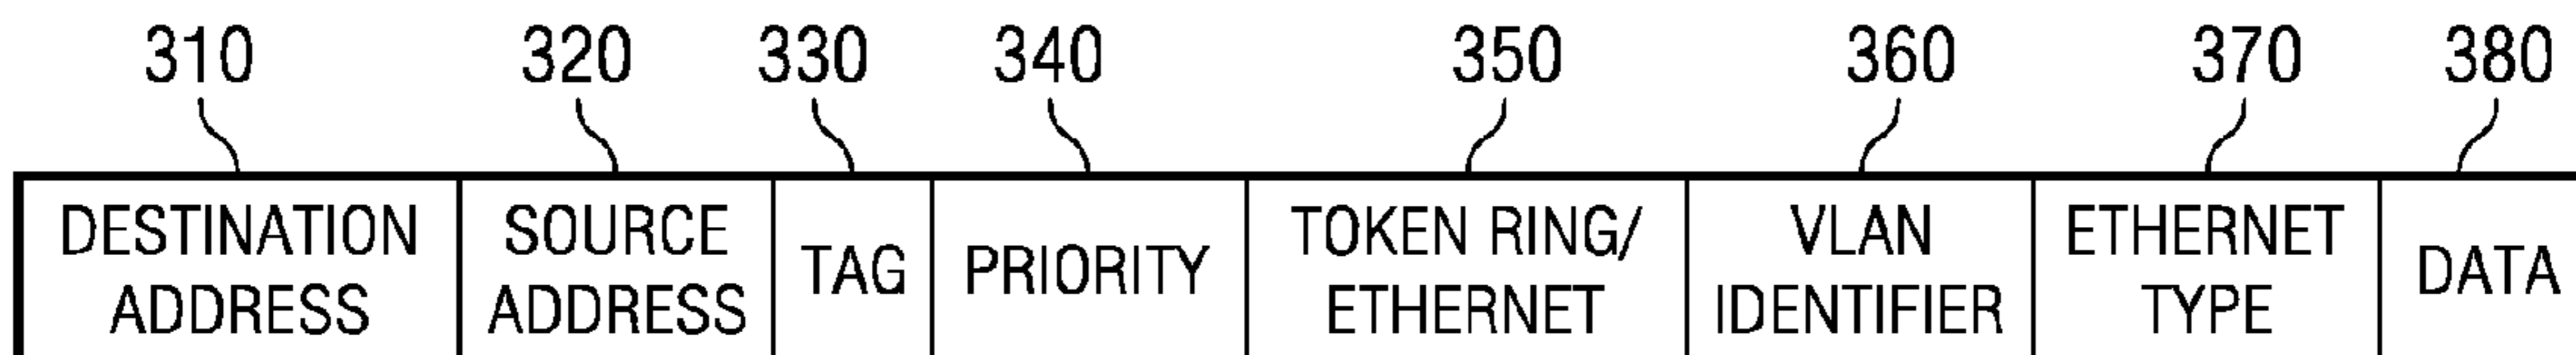 310 320 330 340 350 360 370 380
DESTINATION ADDRESS
SOURCE ADDRESS
TAG
PRIORITY
TOKEN RING/ ETHERNET
VLAN IDENTIFIER
ETHERNET TYPE
DATA